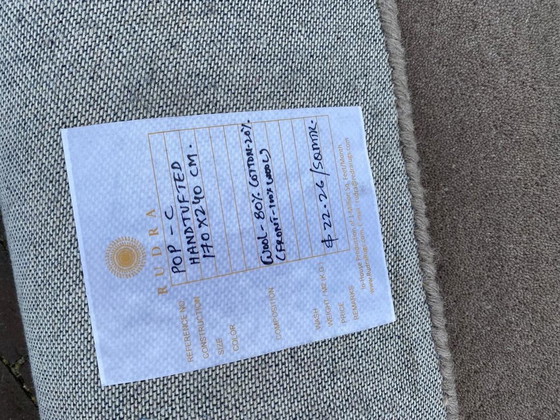 RUDRA
REFERENCE NO. POP - C
CONSTRUCTION HANDTUFTED
SIZE 170 X 240 CM.
COLOR
COMPOSITION WOOL - 80% COTTON - 20%
(FRONT - 100% WOOL)
WASH
PRICE $ 22.26/SQMTR.
REMARKS